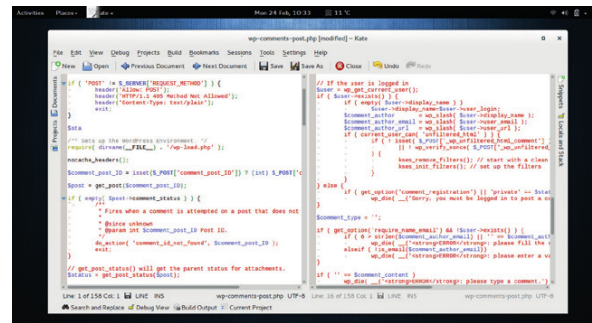 Activities Places Kate Mon 24 Feb, 10:33 11 °C
wp-comments-post.php [modified] – Kate
File Edit View Debug Projects Build Bookmarks Sessions Tools Settings Help
New Open Previous Document Next Document Save Save As Close Undo Redo
Documents
Projects
if ( 'POST' != $_SERVER['REQUEST_METHOD'] ) {
header('Allow: POST');
header('HTTP/1.1 405 Method Not Allowed');
header('Content-Type: text/plain');
exit;
}
$sta
/** Sets up the WordPress Environment. */
require( dirname(__FILE__) . '/wp-load.php' );
nocache_headers();
$comment_post_ID = isset($_POST['comment_post_ID']) ? (int) $_POST['c
$post = get_post($comment_post_ID);
if ( empty( $post->comment_status ) ) {
/**
* Fires when a comment is attempted on a post that does not
*
* @since unknown
* @param int $comment_post_ID Post ID.
*/
do_action( 'comment_id_not_found', $comment_post_ID );
exit;
}
// get_post_status() will get the parent status for attachments.
$status = get_post_status($post);
// If the user is logged in
$user = wp_get_current_user();
if ( $user->exists() ) {
if ( empty( $user->display_name ) )
$user->display_name=$user->user_login;
$comment_author = wp_slash( $user->display_name );
$comment_author_email = wp_slash( $user->user_email );
$comment_author_url = wp_slash( $user->user_url );
if ( current_user_can( 'unfiltered_html' ) ) {
if ( ! isset( $_POST['_wp_unfiltered_html_comment']
|| ! wp_verify_nonce( $_POST['_wp_unfiltered_
) {
kses_remove_filters(); // start with a clean
kses_init_filters(); // set up the filters
}
}
} else {
if ( get_option('comment_registration') || 'private' == $stat
wp_die( __('Sorry, you must be logged in to post a co
}
$comment_type = '';
if ( get_option('require_name_email') && !$user->exists() ) {
if ( 6 > strlen($comment_author_email) || '' == $comment_auth
wp_die( __('<strong>ERROR</strong>: please fill the r
elseif ( !is_email($comment_author_email))
wp_die( __('<strong>ERROR</strong>: please enter a va
}
if ( '' == $comment_content )
wp_die( __('<strong>ERROR</strong>: please type a comment.')
Snippets
Local and Stack
Line: 1 of 158 Col: 1 LINE INS wp-comments-post.php UTF-8
Line: 16 of 158 Col: 1 LINE INS wp-comments-post.php UTF-8
Search and Replace Debug View Build Output Current Project